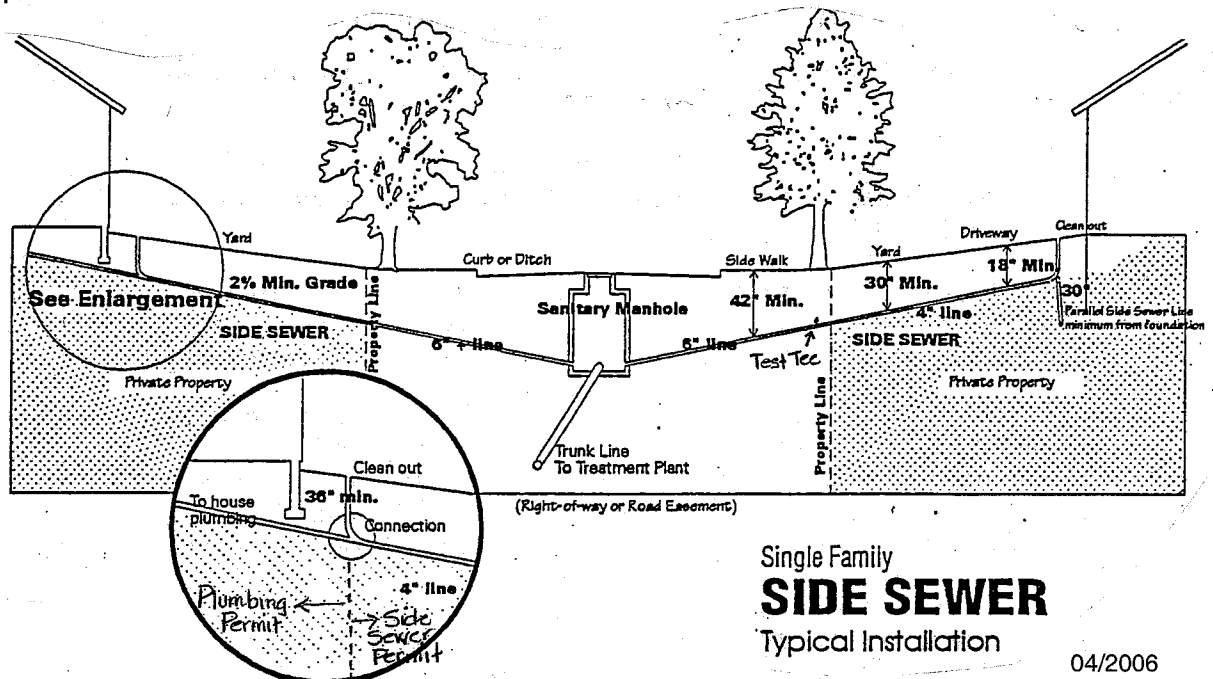 Yard
Curb or Ditch
Side Walk
Yard
Driveway
Clean out
2% Min. Grade
Property Line
Sanitary Manhole
42" Min.
30" Min.
18" Min
30"
See Enlargement
SIDE SEWER
6" + line
6" line
4" line
Test Tee
SIDE SEWER
Parallel Side Sewer Line
minimum from foundation
Private Property
Property Line
Private Property
Trunk Line
To Treatment Plant
(Right-of-way or Road Easement)
Clean out
36" min.
To house
plumbing
Connection
4" line
Plumbing
Permit
Side
Sewer
Permit
Single Family
SIDE SEWER
Typical Installation
04/2006